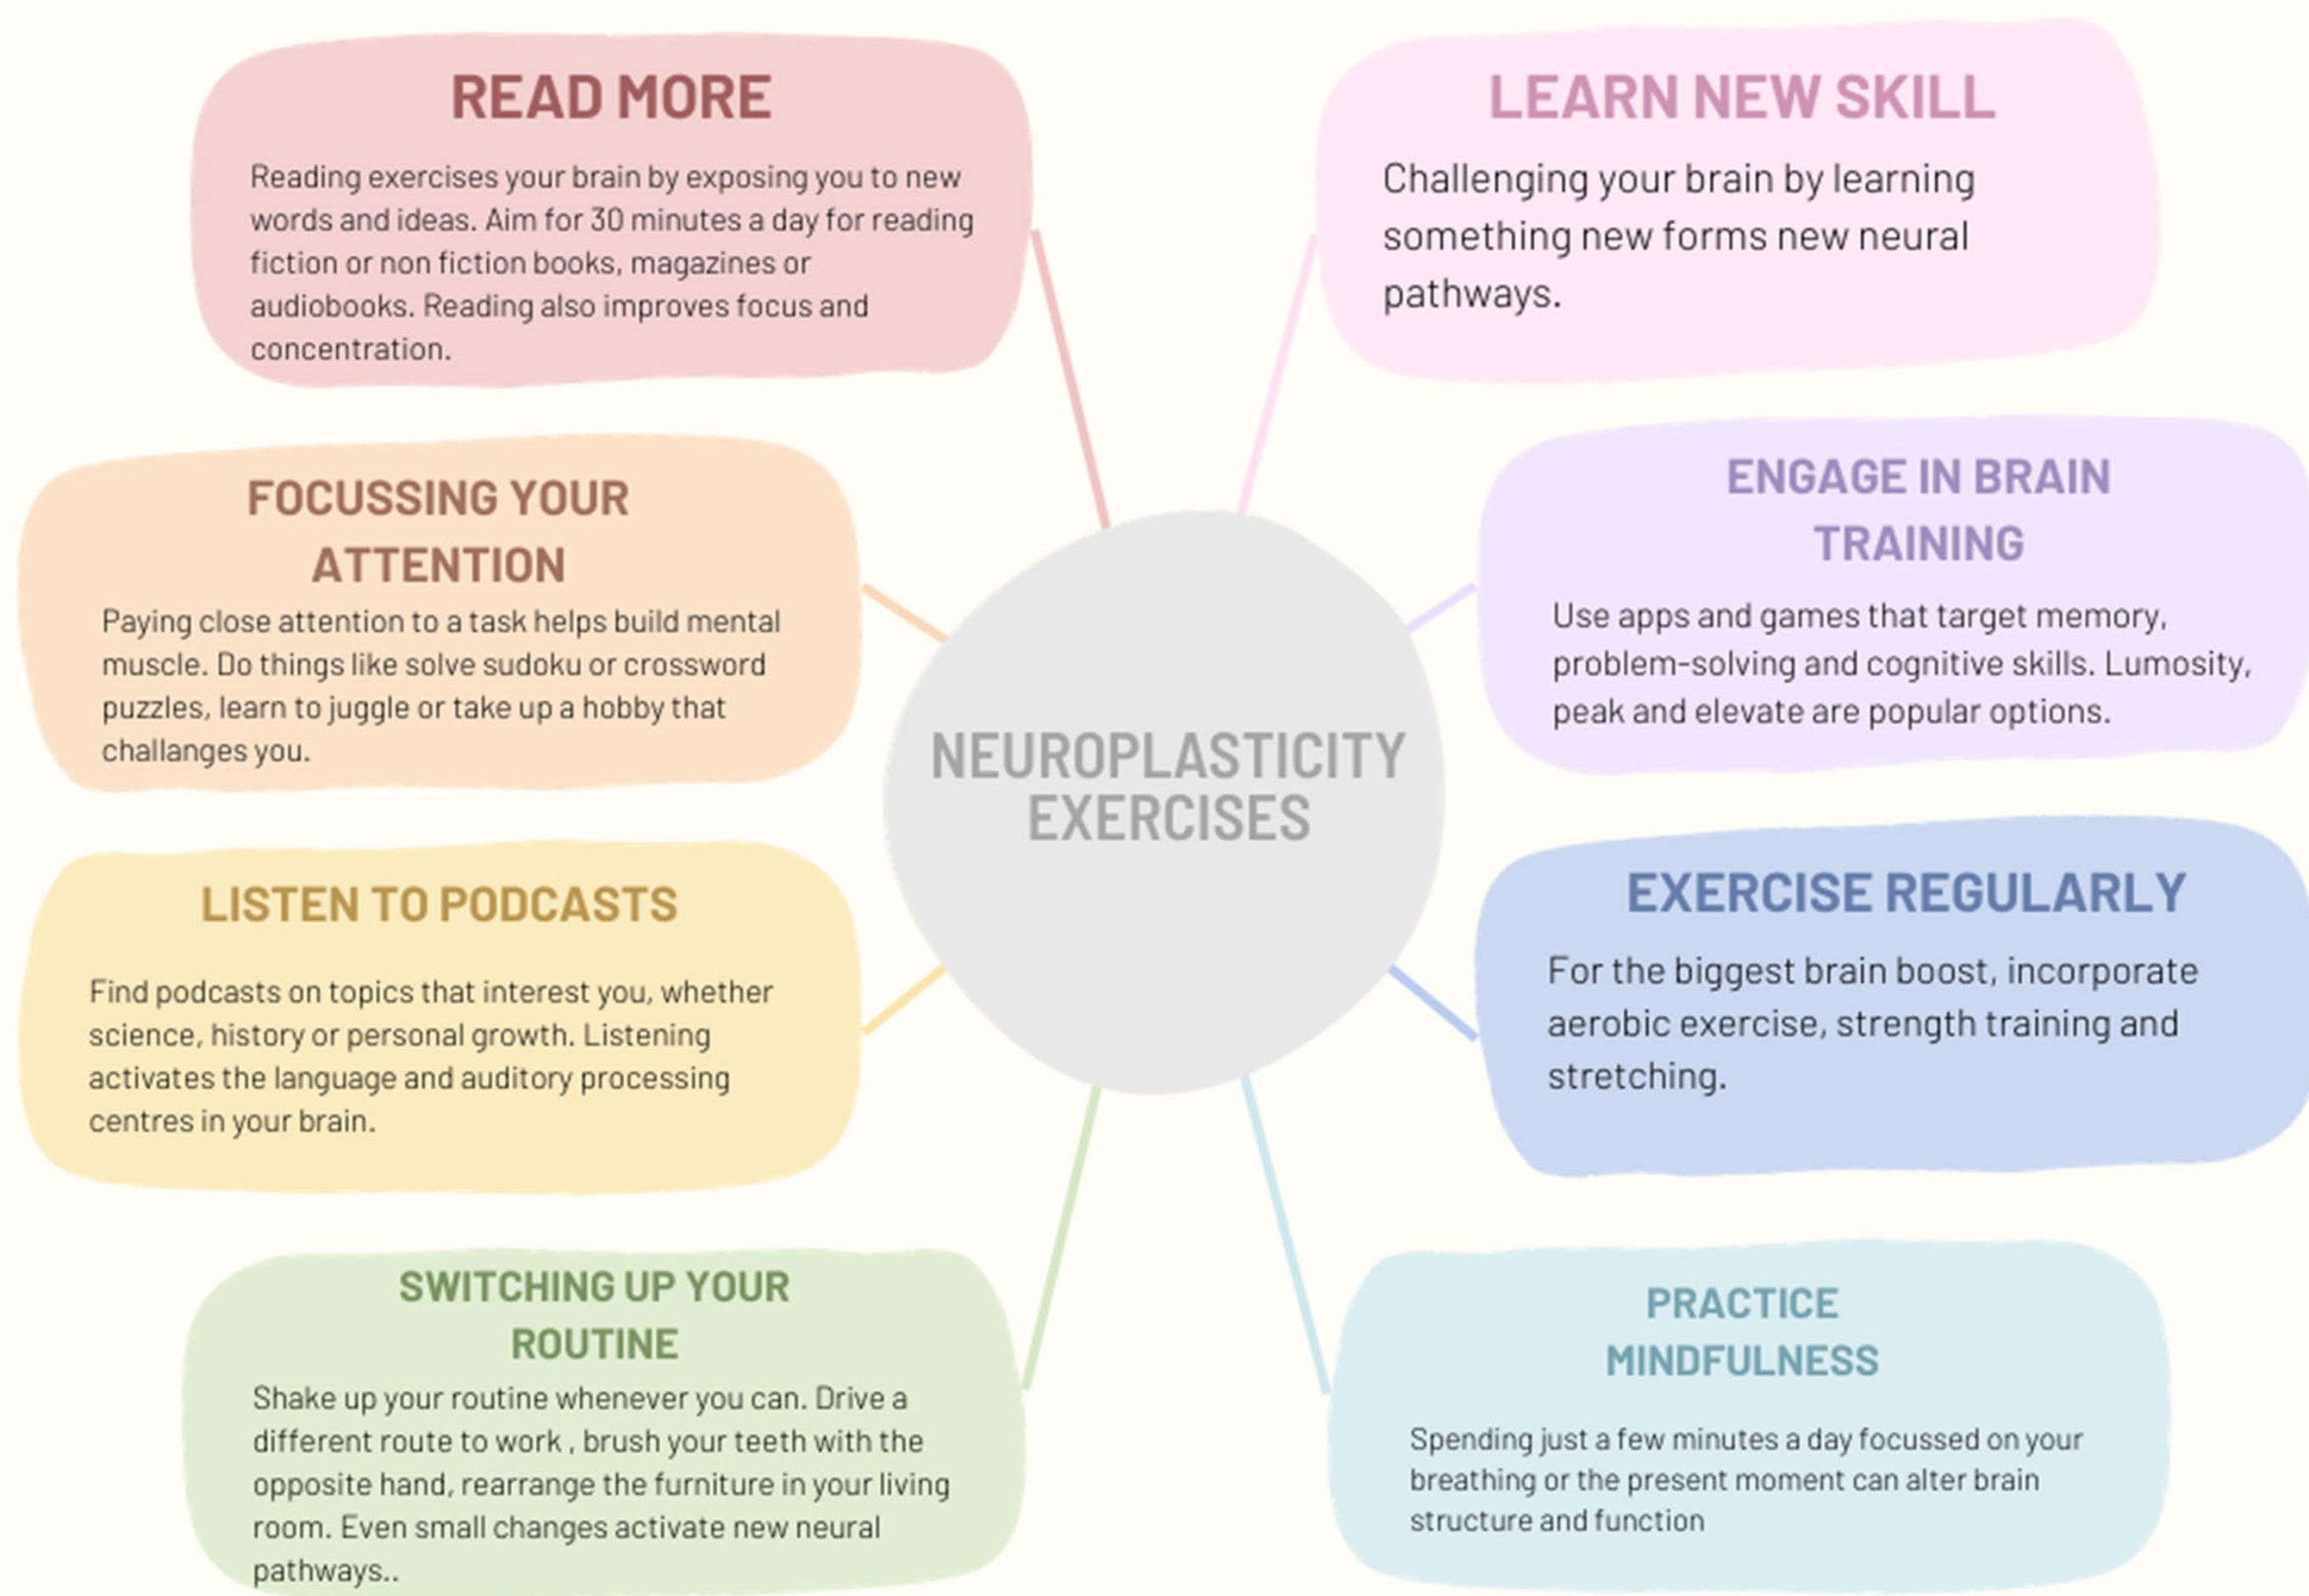 READ MORE
Reading exercises your brain by exposing you to new
words and ideas. Aim for 30 minutes a day for reading
fiction or non fiction books, magazines or
audiobooks. Reading also improves focus and
concentration.
LEARN NEW SKILL
Challenging your brain by learning
something new forms new neural
pathways.
FOCUSSING YOUR
ATTENTION
Paying close attention to a task helps build mental
muscle. Do things like solve sudoku or crossword
puzzles, learn to juggle or take up a hobby that
challanges you.
ENGAGE IN BRAIN
TRAINING
Use apps and games that target memory,
problem-solving and cognitive skills. Lumosity,
peak and elevate are popular options.
NEUROPLASTICITY
EXERCISES
LISTEN TO PODCASTS
Find podcasts on topics that interest you, whether
science, history or personal growth. Listening
activates the language and auditory processing
centres in your brain.
EXERCISE REGULARLY
For the biggest brain boost, incorporate
aerobic exercise, strength training and
stretching.
SWITCHING UP YOUR
ROUTINE
Shake up your routine whenever you can. Drive a
different route to work , brush your teeth with the
opposite hand, rearrange the furniture in your living
room. Even small changes activate new neural
pathways..
PRACTICE
MINDFULNESS
Spending just a few minutes a day focussed on your
breathing or the present moment can alter brain
structure and function